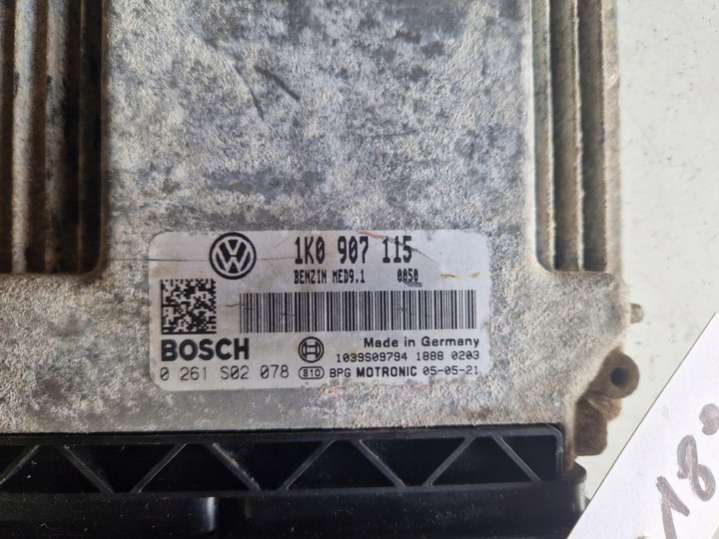 1K0 907 115
BENZIN MED9.1 0050
Made in Germany
BOSCH 1039S09794 1888 0203
0 261 S02 078 810 BPG MOTRONIC 05-05-21